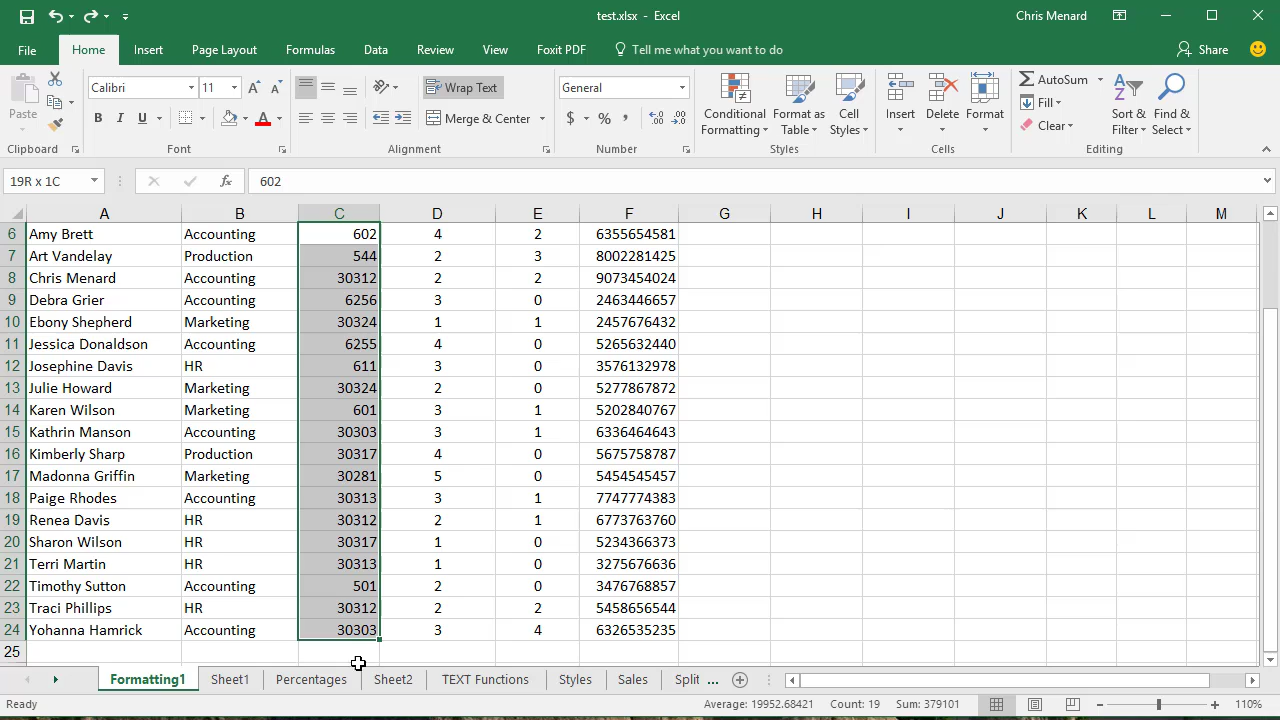 test.xlsx - Excel
Chris Menard
File Home Insert Page Layout Formulas Data Review View Foxit PDF Tell me what you want to do Share
Paste
Calibri 11
B I U A
Wrap Text
Merge & Center
General
$ % ,
Conditional Formatting
Format as Table
Cell Styles
Insert
Delete
Format
AutoSum
Fill
Clear
Sort & Filter
Find & Select
Clipboard Font Alignment Number Styles Cells Editing
19R x 1C fx 602
A B C D E F G H I J K L M
6 Amy Brett Accounting 602 4 2 6355654581
7 Art Vandelay Production 544 2 3 8002281425
8 Chris Menard Accounting 30312 2 2 9073454024
9 Debra Grier Accounting 6256 3 0 2463446657
10 Ebony Shepherd Marketing 30324 1 1 2457676432
11 Jessica Donaldson Accounting 6255 4 0 5265632440
12 Josephine Davis HR 611 3 0 3576132978
13 Julie Howard Marketing 30324 2 0 5277867872
14 Karen Wilson Marketing 601 3 1 5202840767
15 Kathrin Manson Accounting 30303 3 1 6336464643
16 Kimberly Sharp Production 30317 4 0 5675758787
17 Madonna Griffin Marketing 30281 5 0 5454545457
18 Paige Rhodes Accounting 30313 3 1 7747774383
19 Renea Davis HR 30312 2 1 6773763760
20 Sharon Wilson HR 30317 1 0 5234366373
21 Terri Martin HR 30313 1 0 3275676636
22 Timothy Sutton Accounting 501 2 0 3476768857
23 Traci Phillips HR 30312 2 2 5458656544
24 Yohanna Hamrick Accounting 30303 3 4 6326535235
25
Formatting1 Sheet1 Percentages Sheet2 TEXT Functions Styles Sales Split ...
Ready Average: 19952.68421 Count: 19 Sum: 379101 110%